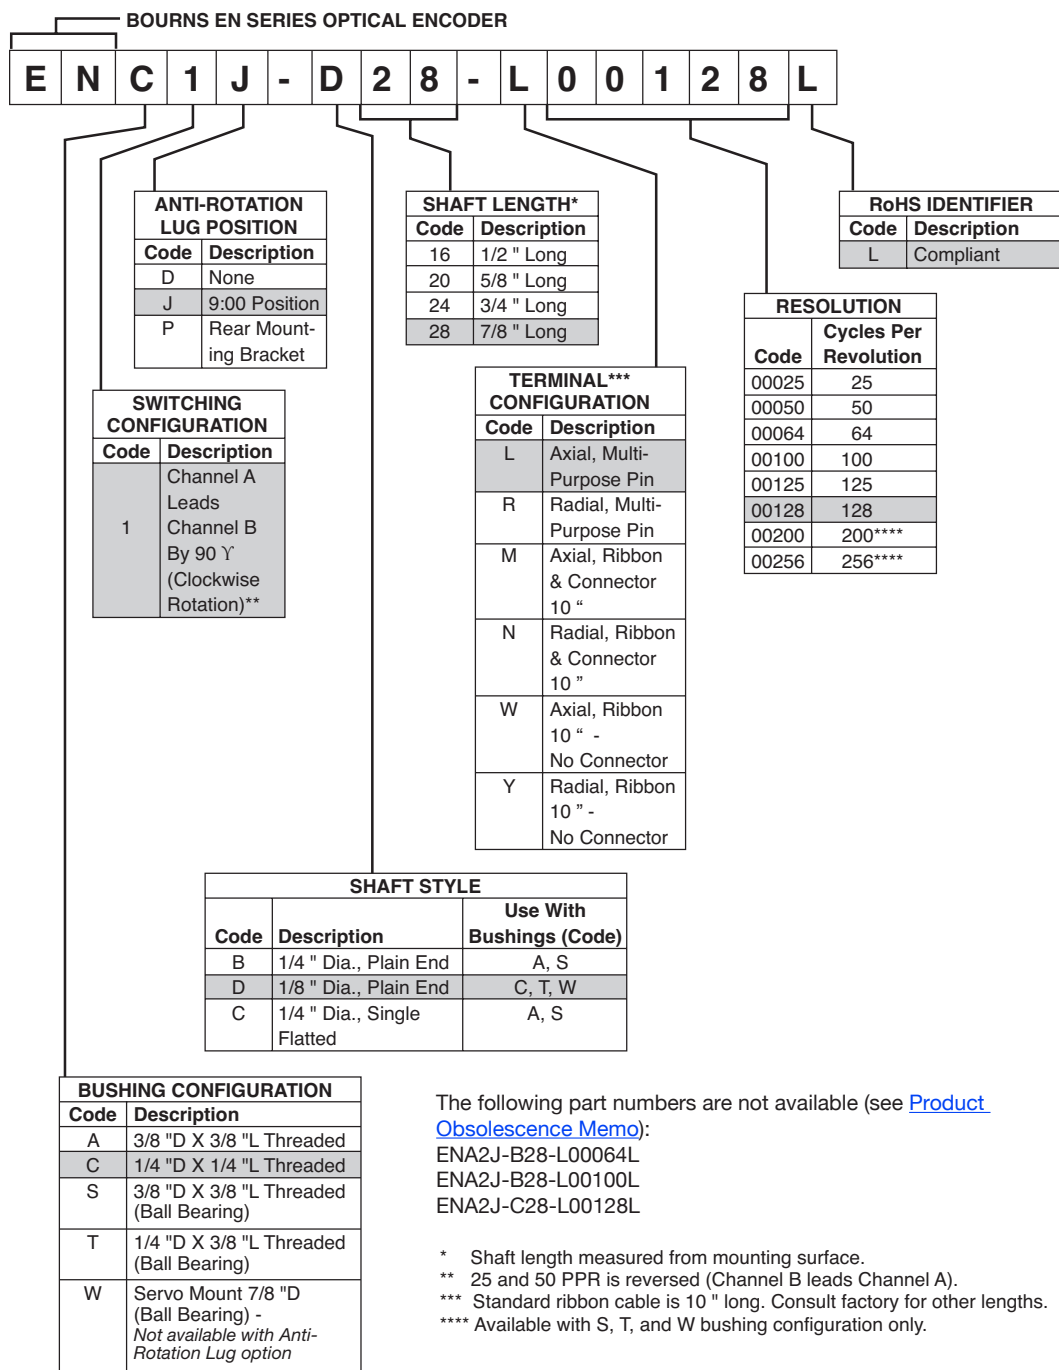 BOURNS EN SERIES OPTICAL ENCODER
E N C 1 J - D 2 8 - L 0 0 1 2 8 L
ANTI-ROTATION
LUG POSITION
Code Description
D None
J 9:00 Position
P Rear Mount-
ing Bracket
SHAFT LENGTH*
Code Description
16 1/2 " Long
20 5/8 " Long
24 3/4 " Long
28 7/8 " Long
RoHS IDENTIFIER
Code Description
L Compliant
RESOLUTION
Cycles Per
Code Revolution
00025 25
00050 50
00064 64
00100 100
00125 125
00128 128
00200 200****
00256 256****
SWITCHING
CONFIGURATION
Code Description
Channel A
Leads
1 Channel B
By 90 ϒ
(Clockwise
Rotation)**
TERMINAL***
CONFIGURATION
Code Description
L Axial, Multi-
Purpose Pin
R Radial, Multi-
Purpose Pin
M Axial, Ribbon
& Connector
10 “
N Radial, Ribbon
& Connector
10 ”
W Axial, Ribbon
10 “ -
No Connector
Y Radial, Ribbon
10 ” -
No Connector
SHAFT STYLE
Use With
Code Description Bushings (Code)
B 1/4 " Dia., Plain End A, S
D 1/8 " Dia., Plain End C, T, W
C 1/4 " Dia., Single A, S
Flatted
BUSHING CONFIGURATION
Code Description
A 3/8 "D X 3/8 "L Threaded
C 1/4 "D X 1/4 "L Threaded
S 3/8 "D X 3/8 "L Threaded
(Ball Bearing)
T 1/4 "D X 3/8 "L Threaded
(Ball Bearing)
W Servo Mount 7/8 "D
(Ball Bearing) -
Not available with Anti-
Rotation Lug option
The following part numbers are not available (see Product
Obsolescence Memo):
ENA2J-B28-L00064L
ENA2J-B28-L00100L
ENA2J-C28-L00128L
* Shaft length measured from mounting surface.
** 25 and 50 PPR is reversed (Channel B leads Channel A).
*** Standard ribbon cable is 10 " long. Consult factory for other lengths.
**** Available with S, T, and W bushing configuration only.